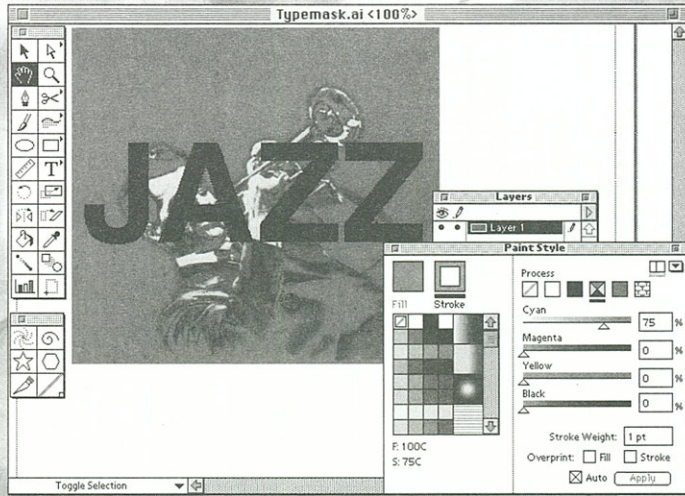 Typemask.ai <100%>
T
JAZZ
Layers
Layer 1
Paint Style
Fill
Stroke
Process
Cyan
75 %
Magenta
0 %
Yellow
0 %
Black
0 %
F: 100C
S: 75C
Stroke Weight: 1 pt
Overprint: Fill Stroke
Auto Apply
Toggle Selection